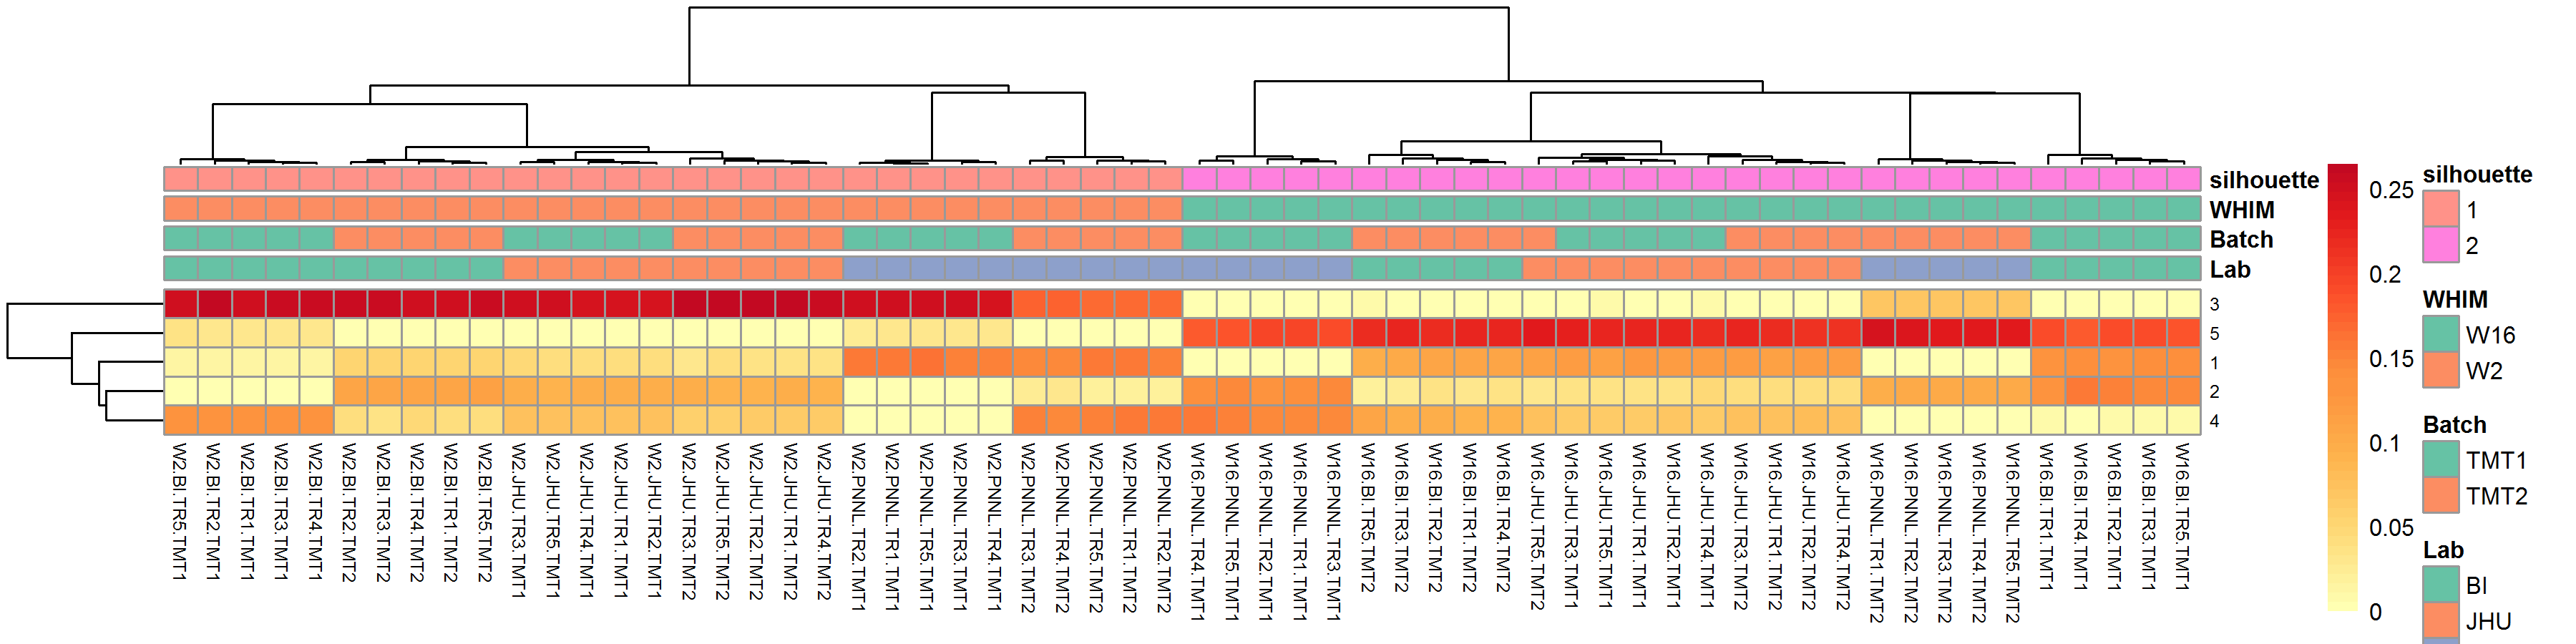 silhouette
WHIM
Batch
Lab
3
5
1
2
4
W2.BI.TR5.TMT1
W2.BI.TR2.TMT1
W2.BI.TR1.TMT1
W2.BI.TR3.TMT1
W2.BI.TR4.TMT1
W2.BI.TR2.TMT2
W2.BI.TR3.TMT2
W2.BI.TR4.TMT2
W2.BI.TR1.TMT2
W2.BI.TR5.TMT2
W2.JHU.TR3.TMT1
W2.JHU.TR5.TMT1
W2.JHU.TR4.TMT1
W2.JHU.TR1.TMT1
W2.JHU.TR2.TMT1
W2.JHU.TR3.TMT2
W2.JHU.TR5.TMT2
W2.JHU.TR2.TMT2
W2.JHU.TR1.TMT2
W2.JHU.TR4.TMT2
W2.PNNL.TR2.TMT1
W2.PNNL.TR1.TMT1
W2.PNNL.TR5.TMT1
W2.PNNL.TR3.TMT1
W2.PNNL.TR4.TMT1
W2.PNNL.TR3.TMT2
W2.PNNL.TR4.TMT2
W2.PNNL.TR5.TMT2
W2.PNNL.TR1.TMT2
W2.PNNL.TR2.TMT2
W16.PNNL.TR4.TMT1
W16.PNNL.TR5.TMT1
W16.PNNL.TR2.TMT1
W16.PNNL.TR1.TMT1
W16.PNNL.TR3.TMT1
W16.BI.TR5.TMT2
W16.BI.TR3.TMT2
W16.BI.TR2.TMT2
W16.BI.TR1.TMT2
W16.BI.TR4.TMT2
W16.JHU.TR5.TMT2
W16.JHU.TR3.TMT1
W16.JHU.TR5.TMT1
W16.JHU.TR1.TMT1
W16.JHU.TR2.TMT1
W16.JHU.TR4.TMT1
W16.JHU.TR3.TMT2
W16.JHU.TR1.TMT2
W16.JHU.TR2.TMT2
W16.JHU.TR4.TMT2
W16.PNNL.TR1.TMT2
W16.PNNL.TR2.TMT2
W16.PNNL.TR3.TMT2
W16.PNNL.TR4.TMT2
W16.PNNL.TR5.TMT2
W16.BI.TR1.TMT1
W16.BI.TR4.TMT1
W16.BI.TR2.TMT1
W16.BI.TR3.TMT1
W16.BI.TR5.TMT1
0.25
0.2
0.15
0.1
0.05
0
silhouette
1
2
WHIM
W16
W2
Batch
TMT1
TMT2
Lab
BI
JHU